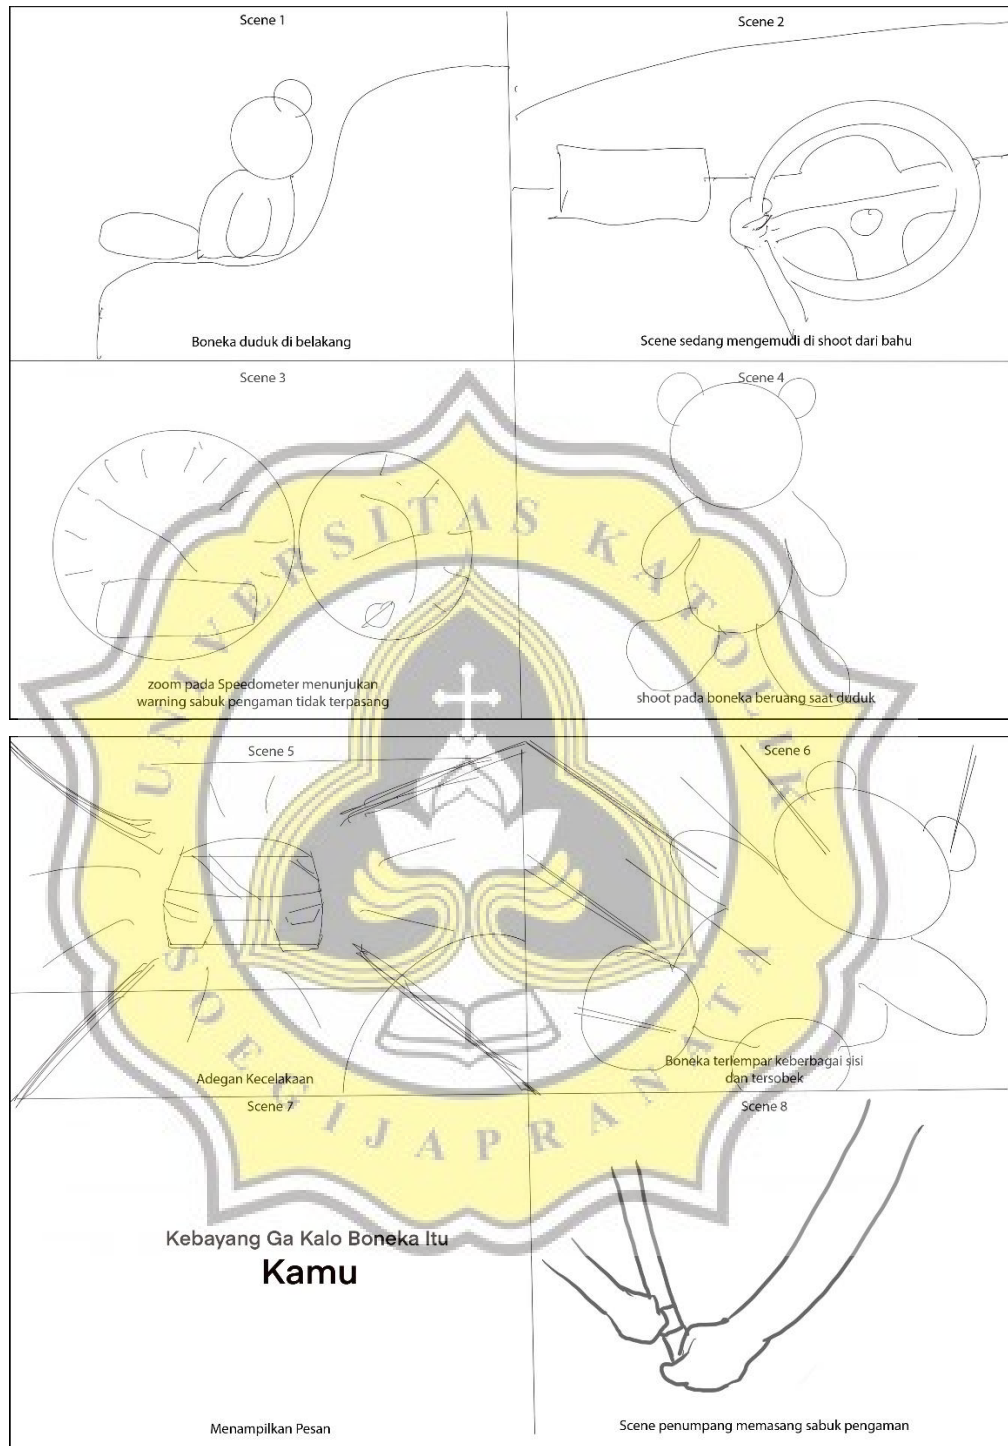 Scene 1
Boneka duduk di belakang
Scene 2
Scene sedang mengemudi di shoot dari bahu
Scene 3
zoom pada Speedometer menunjukan
warning sabuk pengaman tidak terpasang
Scene 4
shoot pada boneka beruang saat duduk
Scene 5
Adegan Kecelakaan
Scene 6
Boneka terlempar keberbagai sisi
dan tersobek
Scene 7
Kebayang Ga Kalo Boneka Itu
Kamu
Menampilkan Pesan
Scene 8
Scene penumpang memasang sabuk pengaman
UNIVERSITAS KATOLIK
SOEGIJAPRANATA